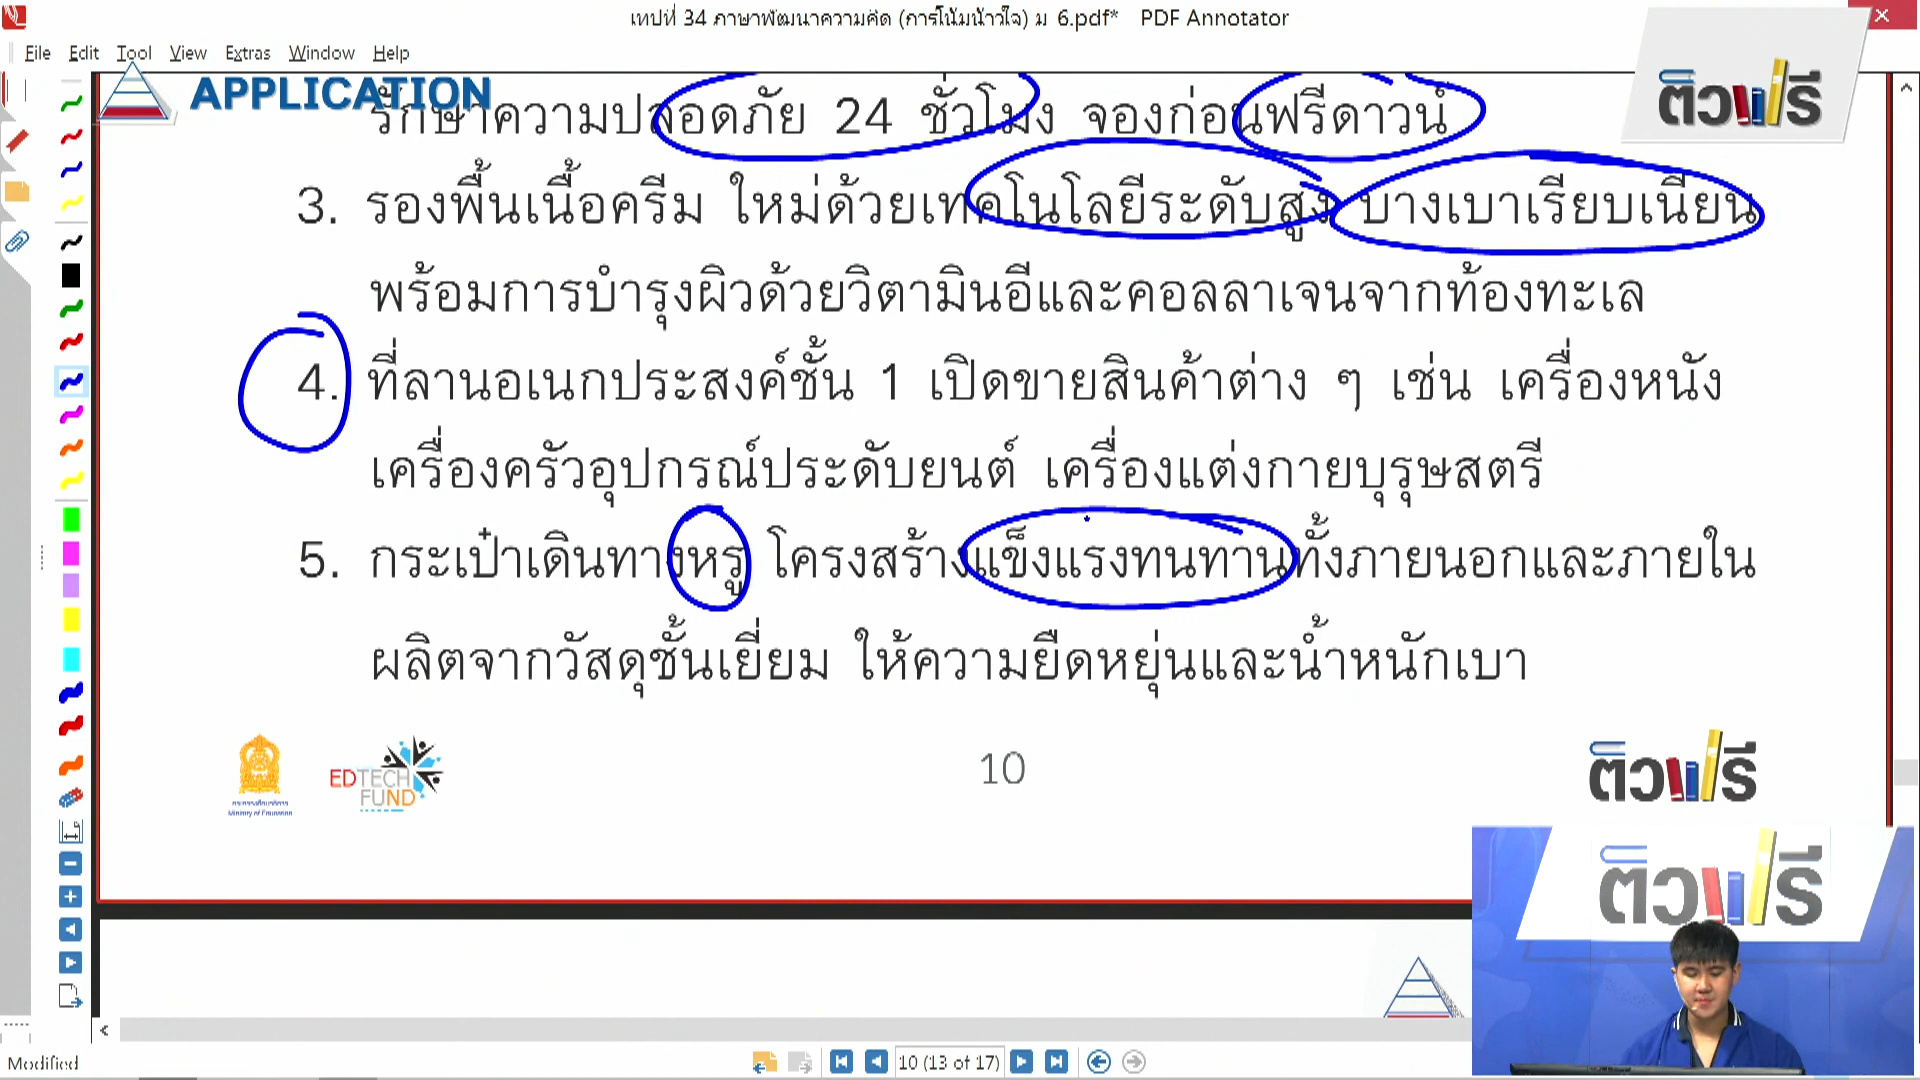 เทปที่ 34 ภาษาพัฒนาความคิด (การโน้มน้าวใจ) ม 6.pdf* PDF Annotator
File Edit Tool View Extras Window Help
APPLICATION
ติวฟรี
รักษาความปลอดภัย 24 ชั่วโมง จองก่อนฟรีดาวน์
3. รองพื้นเนื้อครีม ใหม่ด้วยเทคโนโลยีระดับสูง บางเบาเรียบเนียน
พร้อมการบำรุงผิวด้วยวิตามินอีและคอลลาเจนจากท้องทะเล
4. ที่ลานอเนกประสงค์ชั้น 1 เปิดขายสินค้าต่าง ๆ เช่น เครื่องหนัง
เครื่องครัวอุปกรณ์ประดับยนต์ เครื่องแต่งกายบุรุษสตรี
5. กระเป๋าเดินทางหรู โครงสร้างแข็งแรงทนทานทั้งภายนอกและภายใน
ผลิตจากวัสดุชั้นเยี่ยม ให้ความยืดหยุ่นและน้ำหนักเบา
กระทรวงศึกษาธิการ
Ministry of Education
EDTECH
FUND
10
ติวฟรี
ติวฟรี
Modified
10 (13 of 17)